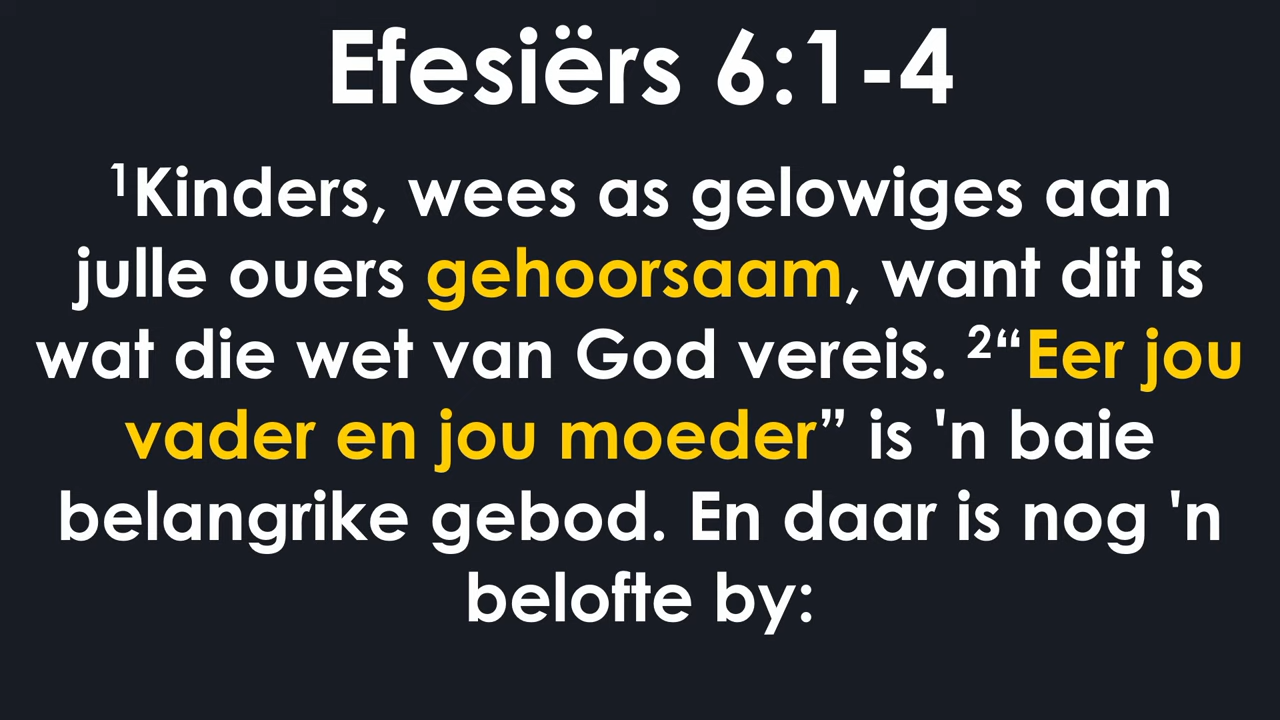 Efesiërs 6:1-4
¹Kinders, wees as gelowiges aan
julle ouers gehoorsaam, want dit is
wat die wet van God vereis. ²“Eer jou
vader en jou moeder” is 'n baie
belangrike gebod. En daar is nog 'n
belofte by: